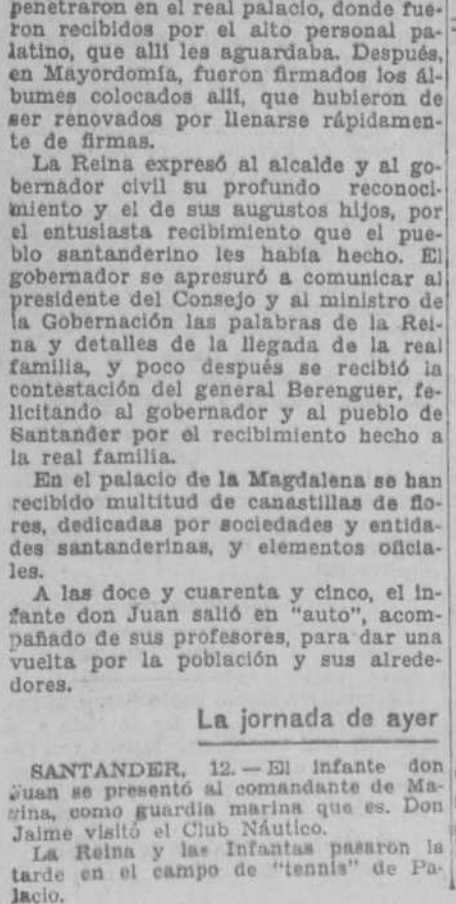 penetraron en el real palacio, donde fue-
ron recibidos por el alto personal pa-
latino, que allí les aguardaba. Después,
en Mayordomía, fueron firmados los ál-
bumes colocados allí, que hubieron de
ser renovados por llenarse rápidamen-
te de firmas.
La Reina expresó al alcalde y al go-
bernador civil su profundo reconoci-
miento y el de sus augustos hijos, por
el entusiasta recibimiento que el pue-
blo santanderino les había hecho. El
gobernador se apresuró a comunicar al
presidente del Consejo y al ministro de
la Gobernación las palabras de la Rei-
na y detalles de la llegada de la real
familia, y poco después se recibió la
contestación del general Berenguer, fe-
licitando al gobernador y al pueblo de
Santander por el recibimiento hecho a
la real familia.
En el palacio de la Magdalena se han
recibido multitud de canastillas de flo-
res, dedicadas por sociedades y entida-
des santanderinas, y elementos oficia-
les.
A las doce y cuarenta y cinco, el in-
fante don Juan salió en "auto", acom-
pañado de sus profesores, para dar una
vuelta por la población y sus alrede-
dores.
La jornada de ayer
SANTANDER, 12.—El infante don
Juan se presentó al comandante de Ma-
rina, como guardia marina que es. Don
Jaime visitó el Club Náutico.
La Reina y las Infantas pasaron la
tarde en el campo de "tennis" de Pa-
lacio.